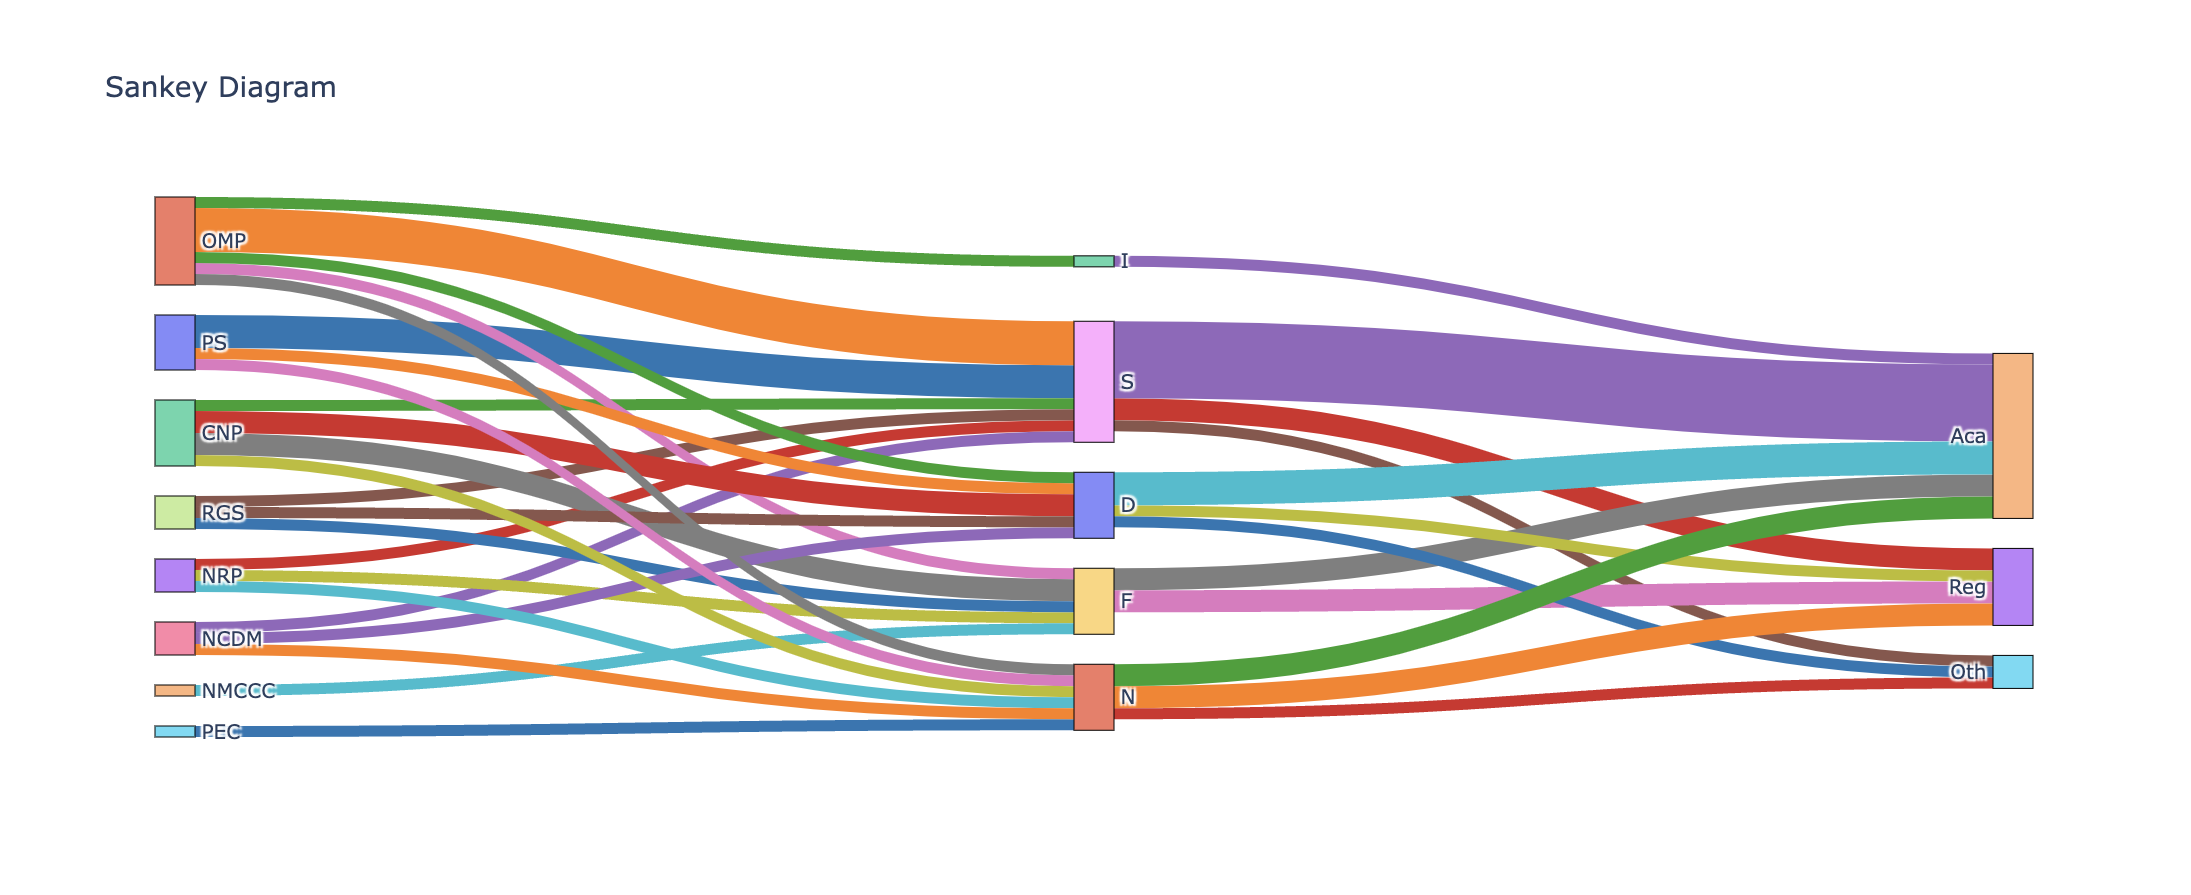 Sankey Diagram
OMP
PS
CNP
RGS
NRP
NCDM
NMCCC
PEC
I
S
D
F
N
Aca
Reg
Oth